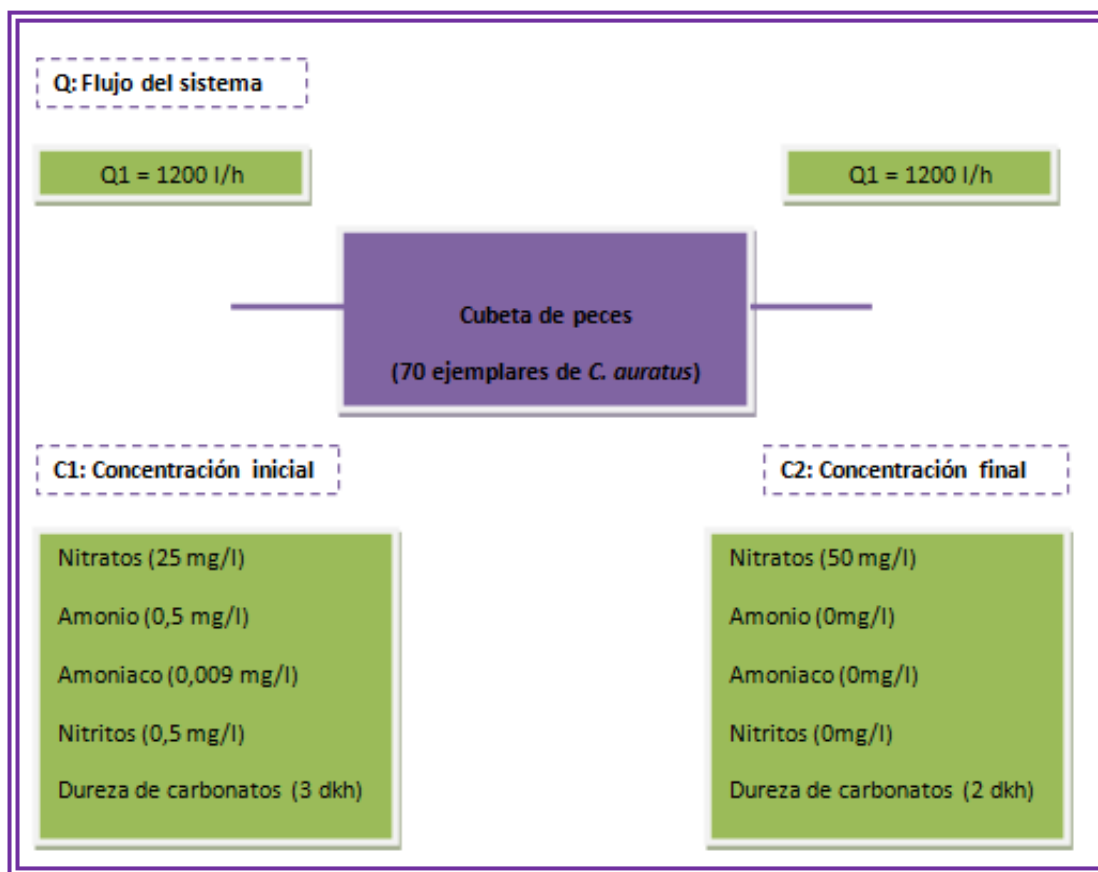 Q: Flujo del sistema
Q1 = 1200 l/h
Q1 = 1200 l/h
Cubeta de peces
(70 ejemplares de C. auratus)
C1: Concentración inicial
C2: Concentración final
Nitratos (25 mg/l)
Amonio (0,5 mg/l)
Amoniaco (0,009 mg/l)
Nitritos (0,5 mg/l)
Dureza de carbonatos (3 dkh)
Nitratos (50 mg/l)
Amonio (0mg/l)
Amoniaco (0mg/l)
Nitritos (0mg/l)
Dureza de carbonatos (2 dkh)